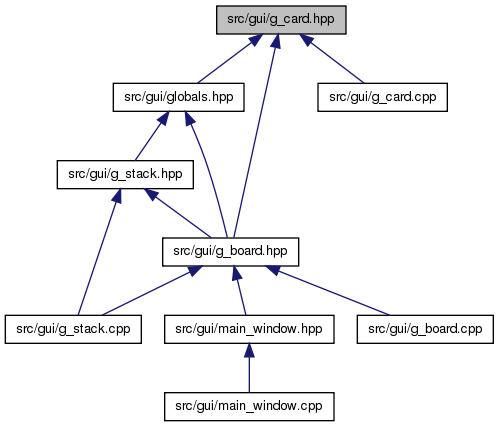 src/gui/g_card.hpp
src/gui/globals.hpp
src/gui/g_card.cpp
src/gui/g_stack.hpp
src/gui/g_board.hpp
src/gui/g_stack.cpp
src/gui/main_window.hpp
src/gui/g_board.cpp
src/gui/main_window.cpp